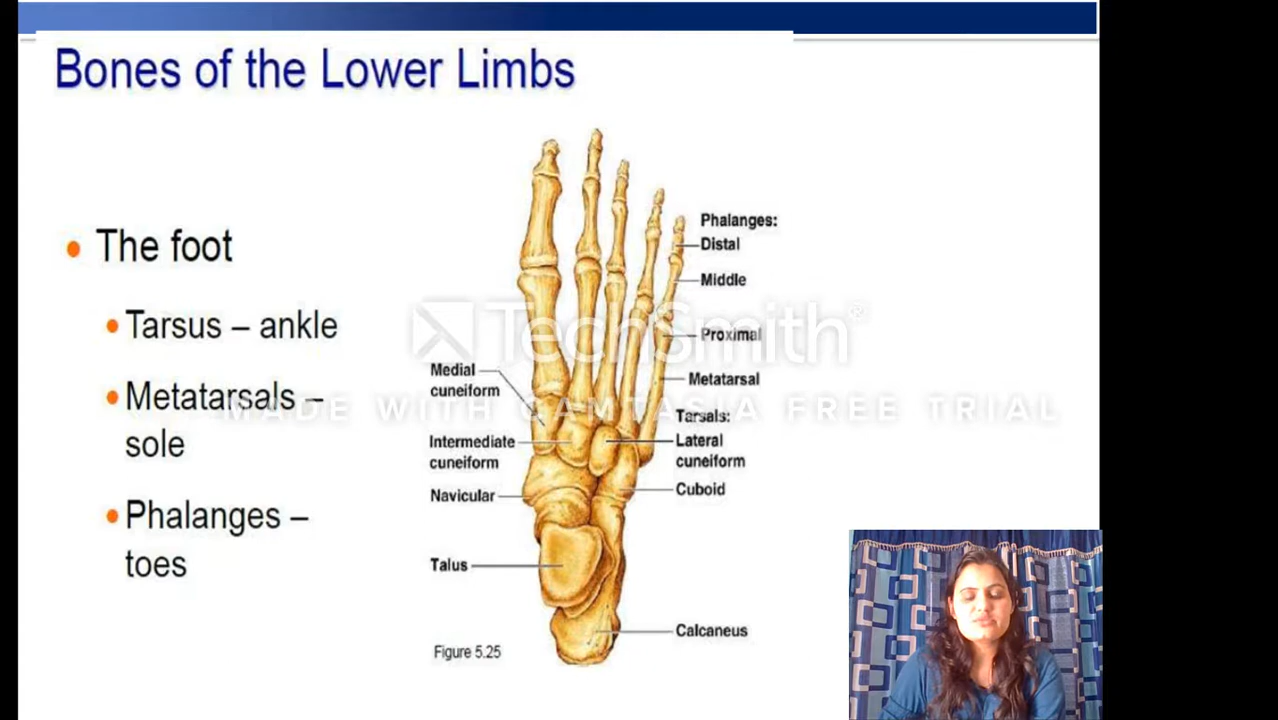 Bones of the Lower Limbs
• The foot
• Tarsus – ankle
• Metatarsals –
sole
• Phalanges –
toes
Phalanges:
Distal
Middle
Proximal
Metatarsal
Tarsals:
Lateral
cuneiform
Cuboid
Calcaneus
Medial
cuneiform
Intermediate
cuneiform
Navicular
Talus
Figure 5.25
TechSmith®
MADE WITH CAMTASIA FREE TRIAL